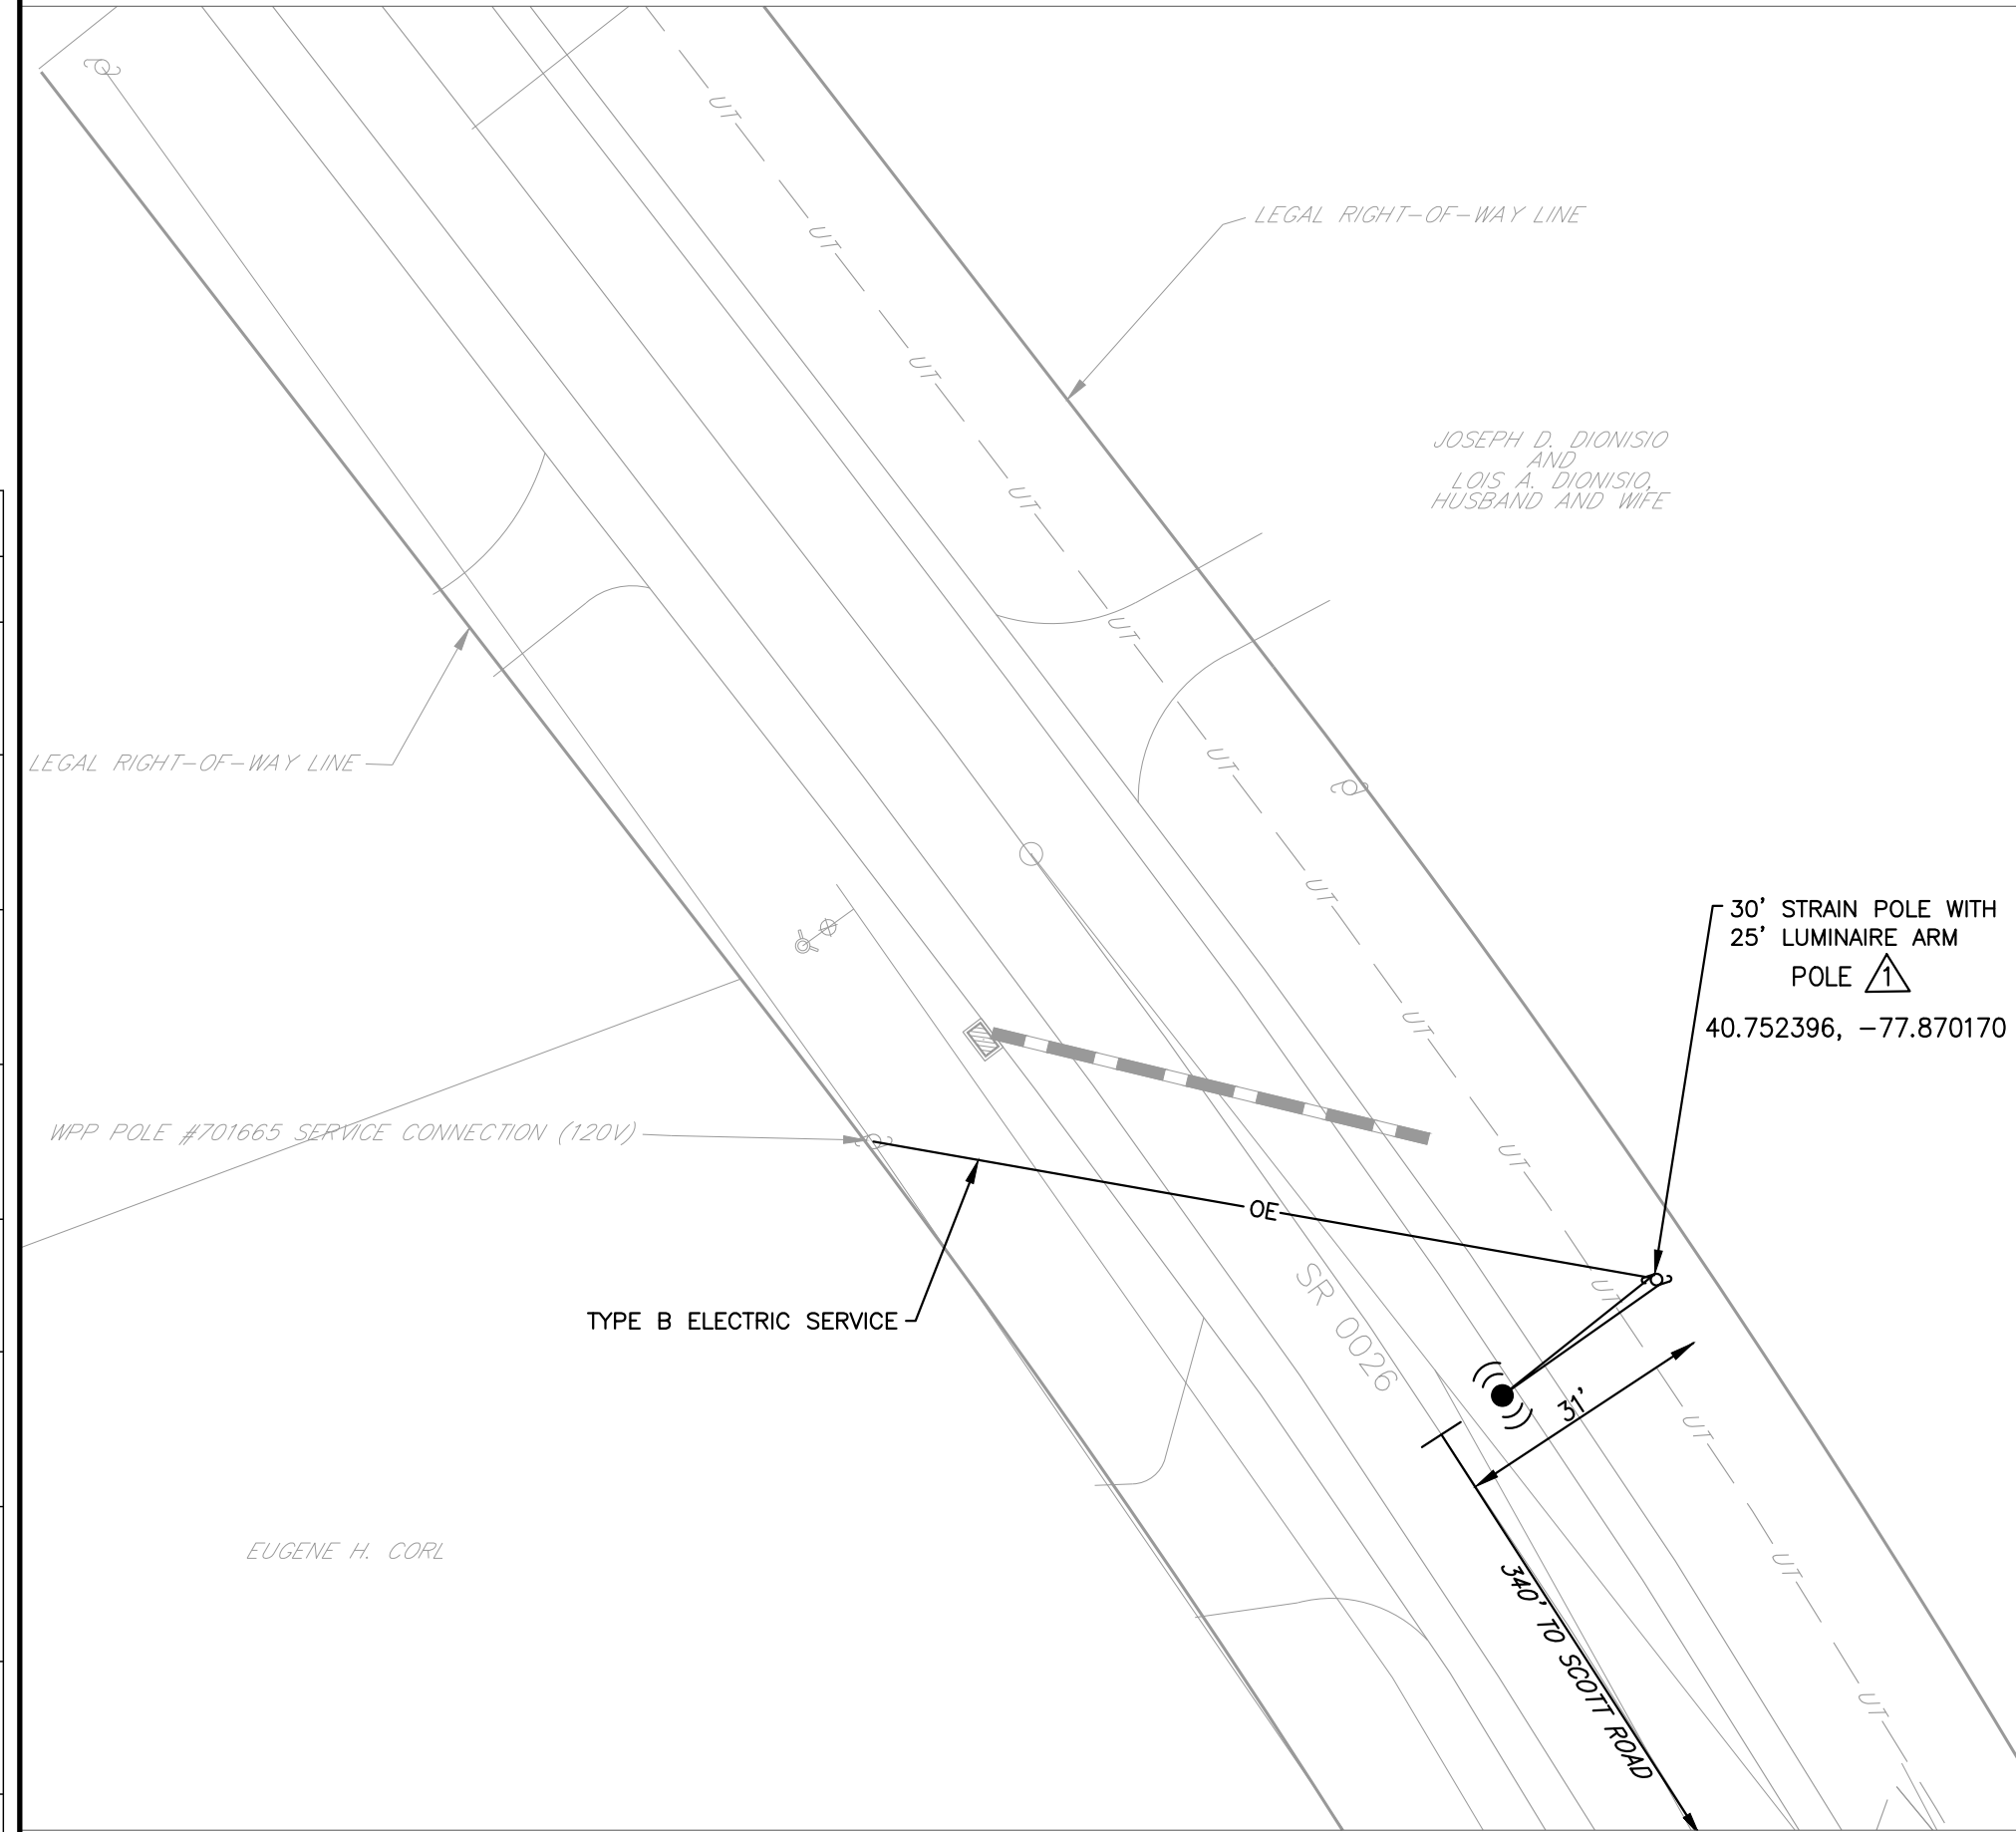 UT
UT
UT
UT
UT
UT
UT
UT
UT
UT
UT
UT
UT
LEGAL RIGHT-OF-WAY LINE
JOSEPH D. DIONISIO
AND
LOIS A. DIONISIO,
HUSBAND AND WIFE
LEGAL RIGHT-OF-WAY LINE
30' STRAIN POLE WITH
25' LUMINAIRE ARM
POLE 1
40.752396, -77.870170
WPP POLE #701665 SERVICE CONNECTION (120V)
OE
SR 0026
TYPE B ELECTRIC SERVICE
31'
EUGENE H. CORL
340' TO SCOTT ROAD